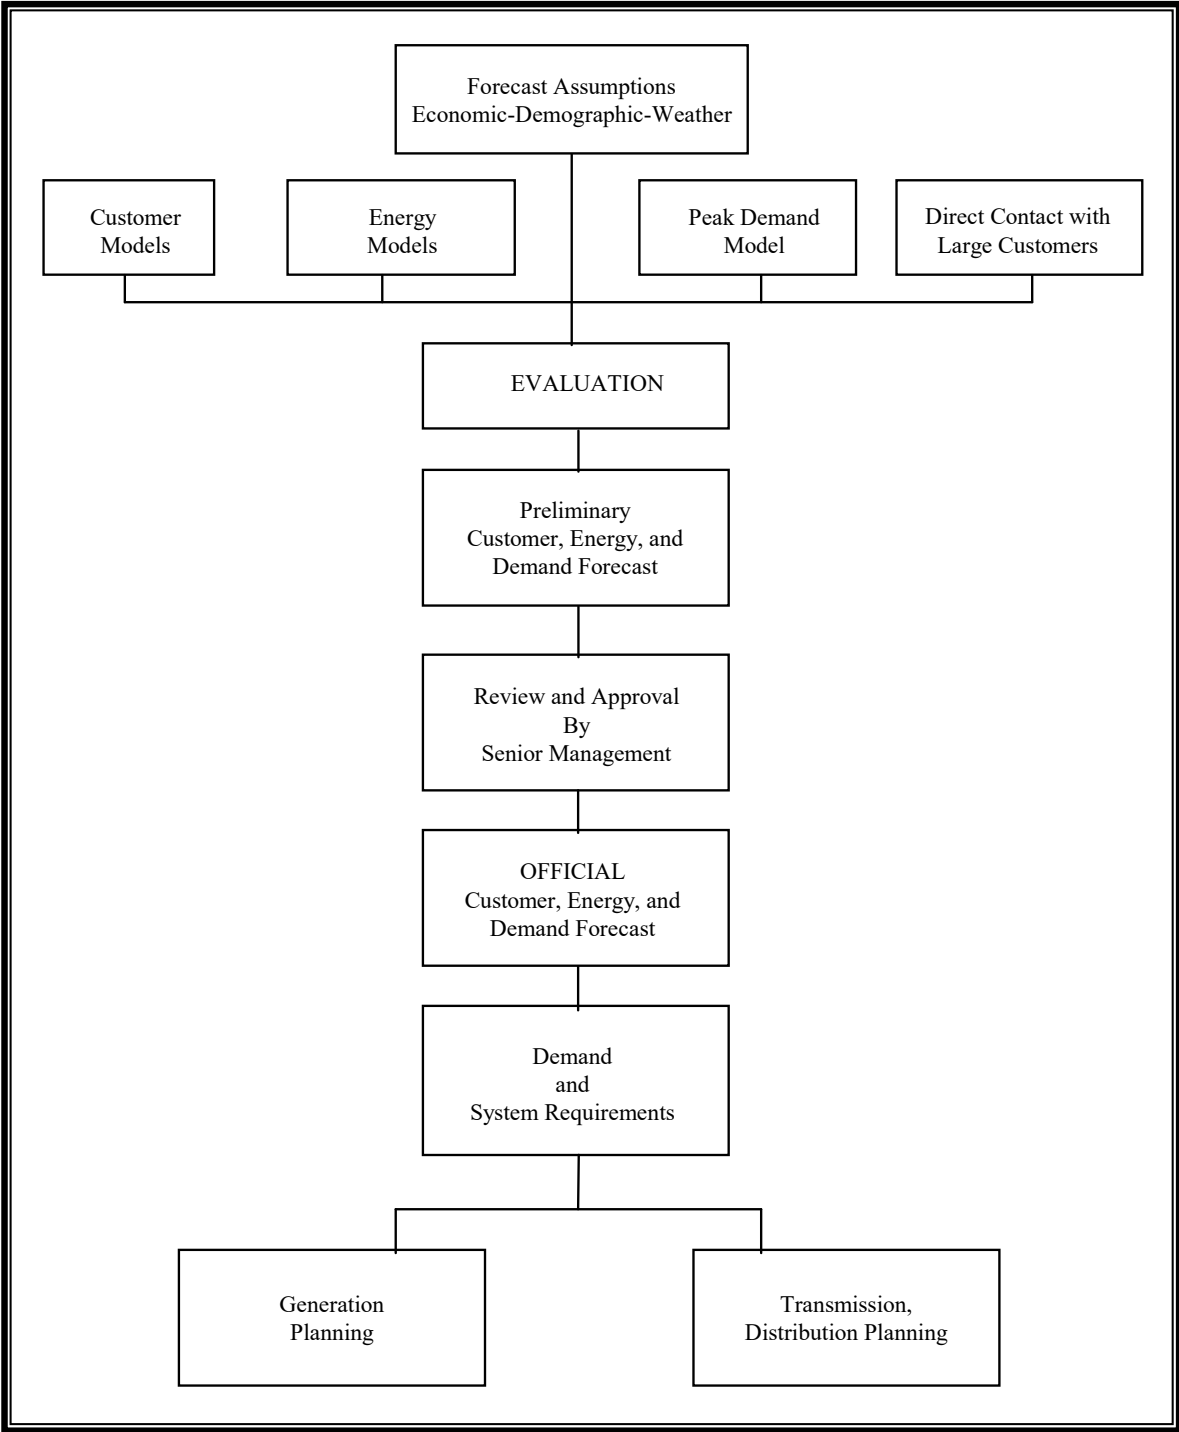 Forecast Assumptions
Economic-Demographic-Weather
Customer
Models
Energy
Models
Peak Demand
Model
Direct Contact with
Large Customers
EVALUATION
Preliminary
Customer, Energy, and
Demand Forecast
Review and Approval
By
Senior Management
OFFICIAL
Customer, Energy, and
Demand Forecast
Demand
and
System Requirements
Generation
Planning
Transmission,
Distribution Planning